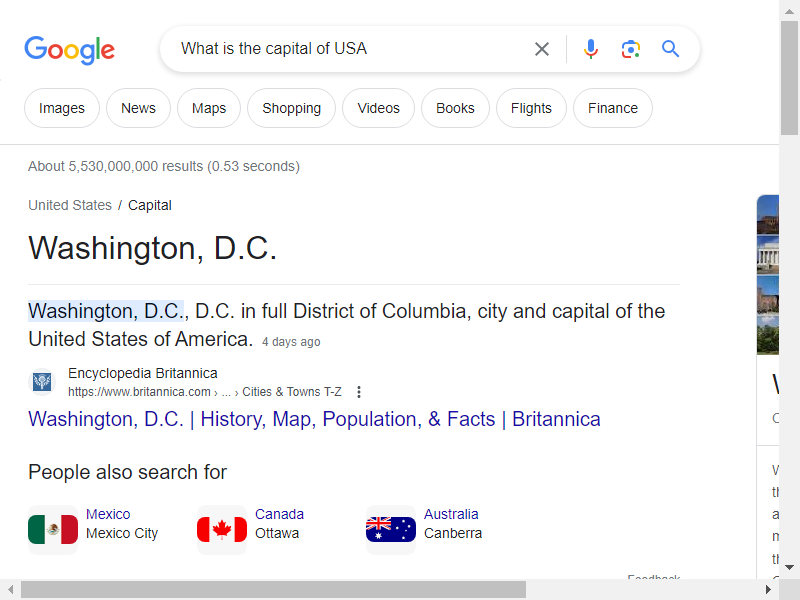 Google
What is the capital of USA
Images News Maps Shopping Videos Books Flights Finance
About 5,530,000,000 results (0.53 seconds)
United States / Capital
Washington, D.C.
Washington, D.C., D.C. in full District of Columbia, city and capital of the
United States of America. 4 days ago
Encyclopedia Britannica
https://www.britannica.com › ... › Cities & Towns T-Z
Washington, D.C. | History, Map, Population, & Facts | Britannica
People also search for
Mexico
Mexico City
Canada
Ottawa
Australia
Canberra
Feedback